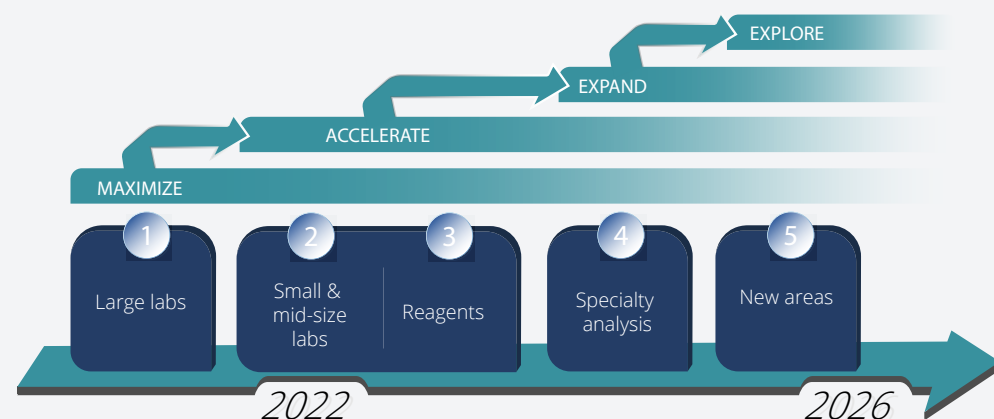 EXPLORE
EXPAND
ACCELERATE
MAXIMIZE
1
2
3
4
5
Large labs
Small &
mid-size
labs
Reagents
Specialty
analysis
New areas
2022
2026